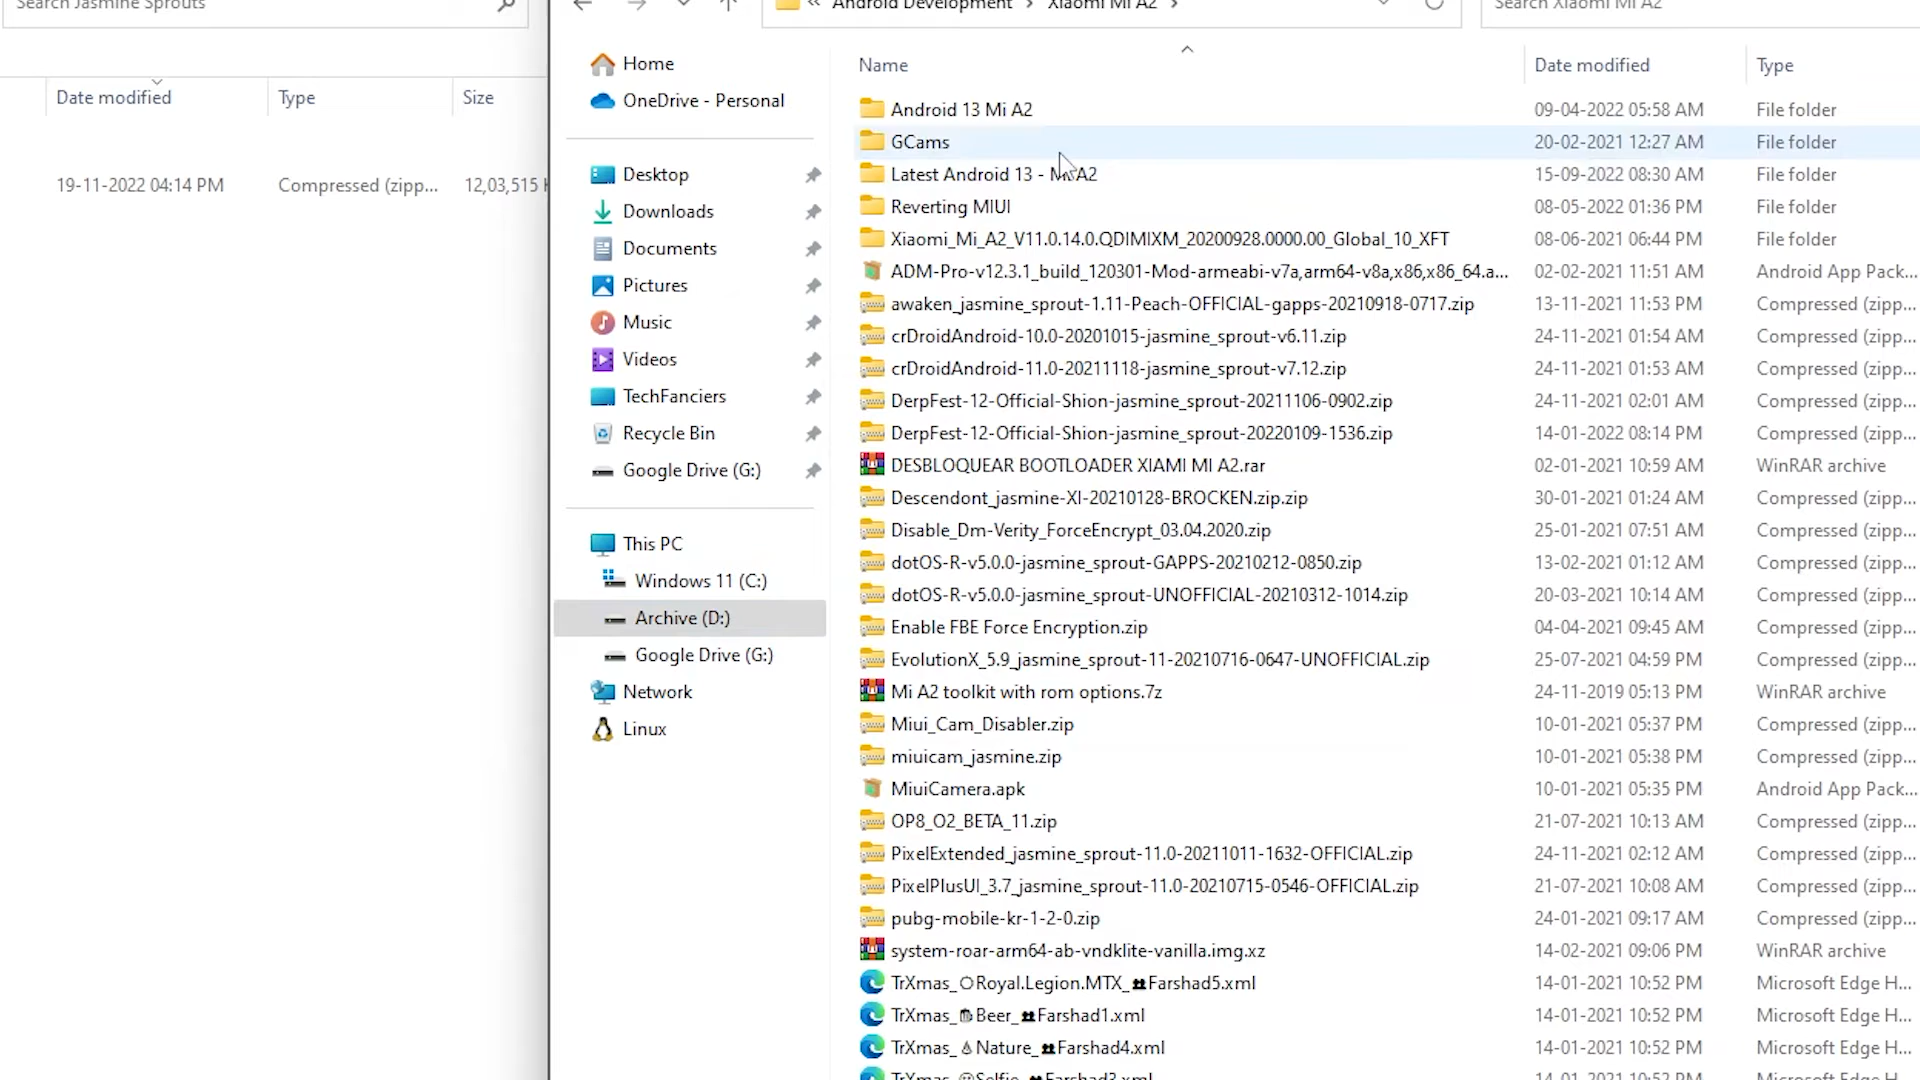 Search Jasmine Sprouts
Date modified Type Size
19-11-2022 04:14 PM Compressed (zipp... 12,03,515
« Android Development › Xiaomi Mi A2 ›
Search Xiaomi Mi A2
Home
OneDrive - Personal
Desktop
Downloads
Documents
Pictures
Music
Videos
TechFanciers
Recycle Bin
Google Drive (G:)
This PC
Windows 11 (C:)
Archive (D:)
Google Drive (G:)
Network
Linux
Name Date modified Type
Android 13 Mi A2 09-04-2022 05:58 AM File folder
GCams 20-02-2021 12:27 AM File folder
Latest Android 13 - Mi A2 15-09-2022 08:30 AM File folder
Reverting MIUI 08-05-2022 01:36 PM File folder
Xiaomi_Mi_A2_V11.0.14.0.QDIMIXM_20200928.0000.00_Global_10_XFT 08-06-2021 06:44 PM File folder
ADM-Pro-v12.3.1_build_120301-Mod-armeabi-v7a,arm64-v8a,x86,x86_64.a... 02-02-2021 11:51 AM Android App Pack...
awaken_jasmine_sprout-1.11-Peach-OFFICIAL-gapps-20210918-0717.zip 13-11-2021 11:53 PM Compressed (zipp...
crDroidAndroid-10.0-20201015-jasmine_sprout-v6.11.zip 24-11-2021 01:54 AM Compressed (zipp...
crDroidAndroid-11.0-20211118-jasmine_sprout-v7.12.zip 24-11-2021 01:53 AM Compressed (zipp...
DerpFest-12-Official-Shion-jasmine_sprout-20211106-0902.zip 24-11-2021 02:01 AM Compressed (zipp...
DerpFest-12-Official-Shion-jasmine_sprout-20220109-1536.zip 14-01-2022 08:14 PM Compressed (zipp...
DESBLOQUEAR BOOTLOADER XIAMI MI A2.rar 02-01-2021 10:59 AM WinRAR archive
Descendont_jasmine-XI-20210128-BROCKEN.zip.zip 30-01-2021 01:24 AM Compressed (zipp...
Disable_Dm-Verity_ForceEncrypt_03.04.2020.zip 25-01-2021 07:51 AM Compressed (zipp...
dotOS-R-v5.0.0-jasmine_sprout-GAPPS-20210212-0850.zip 13-02-2021 01:12 AM Compressed (zipp...
dotOS-R-v5.0.0-jasmine_sprout-UNOFFICIAL-20210312-1014.zip 20-03-2021 10:14 AM Compressed (zipp...
Enable FBE Force Encryption.zip 04-04-2021 09:45 AM Compressed (zipp...
EvolutionX_5.9_jasmine_sprout-11-20210716-0647-UNOFFICIAL.zip 25-07-2021 04:59 PM Compressed (zipp...
Mi A2 toolkit with rom options.7z 24-11-2019 05:13 PM WinRAR archive
Miui_Cam_Disabler.zip 10-01-2021 05:37 PM Compressed (zipp...
miuicam_jasmine.zip 10-01-2021 05:38 PM Compressed (zipp...
MiuiCamera.apk 10-01-2021 05:35 PM Android App Pack...
OP8_O2_BETA_11.zip 21-07-2021 10:13 AM Compressed (zipp...
PixelExtended_jasmine_sprout-11.0-20211011-1632-OFFICIAL.zip 24-11-2021 02:12 AM Compressed (zipp...
PixelPlusUI_3.7_jasmine_sprout-11.0-20210715-0546-OFFICIAL.zip 21-07-2021 10:08 AM Compressed (zipp...
pubg-mobile-kr-1-2-0.zip 24-01-2021 09:17 AM Compressed (zipp...
system-roar-arm64-ab-vndklite-vanilla.img.xz 14-02-2021 09:06 PM WinRAR archive
TrXmas_Royal.Legion.MTX_Farshad5.xml 14-01-2021 10:52 PM Microsoft Edge H...
TrXmas_Beer_Farshad1.xml 14-01-2021 10:52 PM Microsoft Edge H...
TrXmas_Nature_Farshad4.xml 14-01-2021 10:52 PM Microsoft Edge H...
TrXmas_Selfie_Farshad3.xml 14-01-2021 10:52 PM Microsoft Edge H...